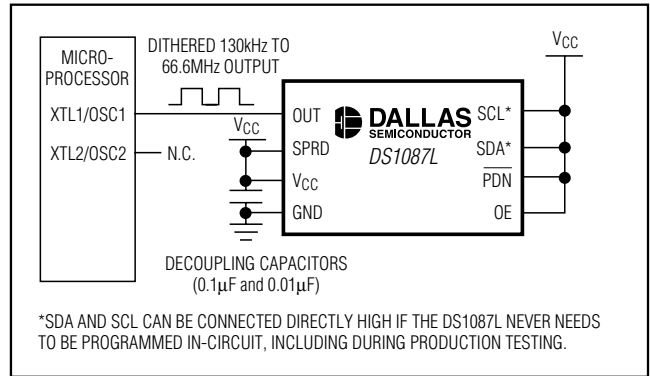 MICRO-
PROCESSOR
XTL1/OSC1
XTL2/OSC2
N.C.
DITHERED 130kHz TO
66.6MHz OUTPUT
VCC
DECOUPLING CAPACITORS
(0.1μF and 0.01μF)
OUT
SPRD
VCC
GND
DALLAS
SEMICONDUCTOR
DS1087L
SCL*
SDA*
PDN
OE
VCC
*SDA AND SCL CAN BE CONNECTED DIRECTLY HIGH IF THE DS1087L NEVER NEEDS
TO BE PROGRAMMED IN-CIRCUIT, INCLUDING DURING PRODUCTION TESTING.